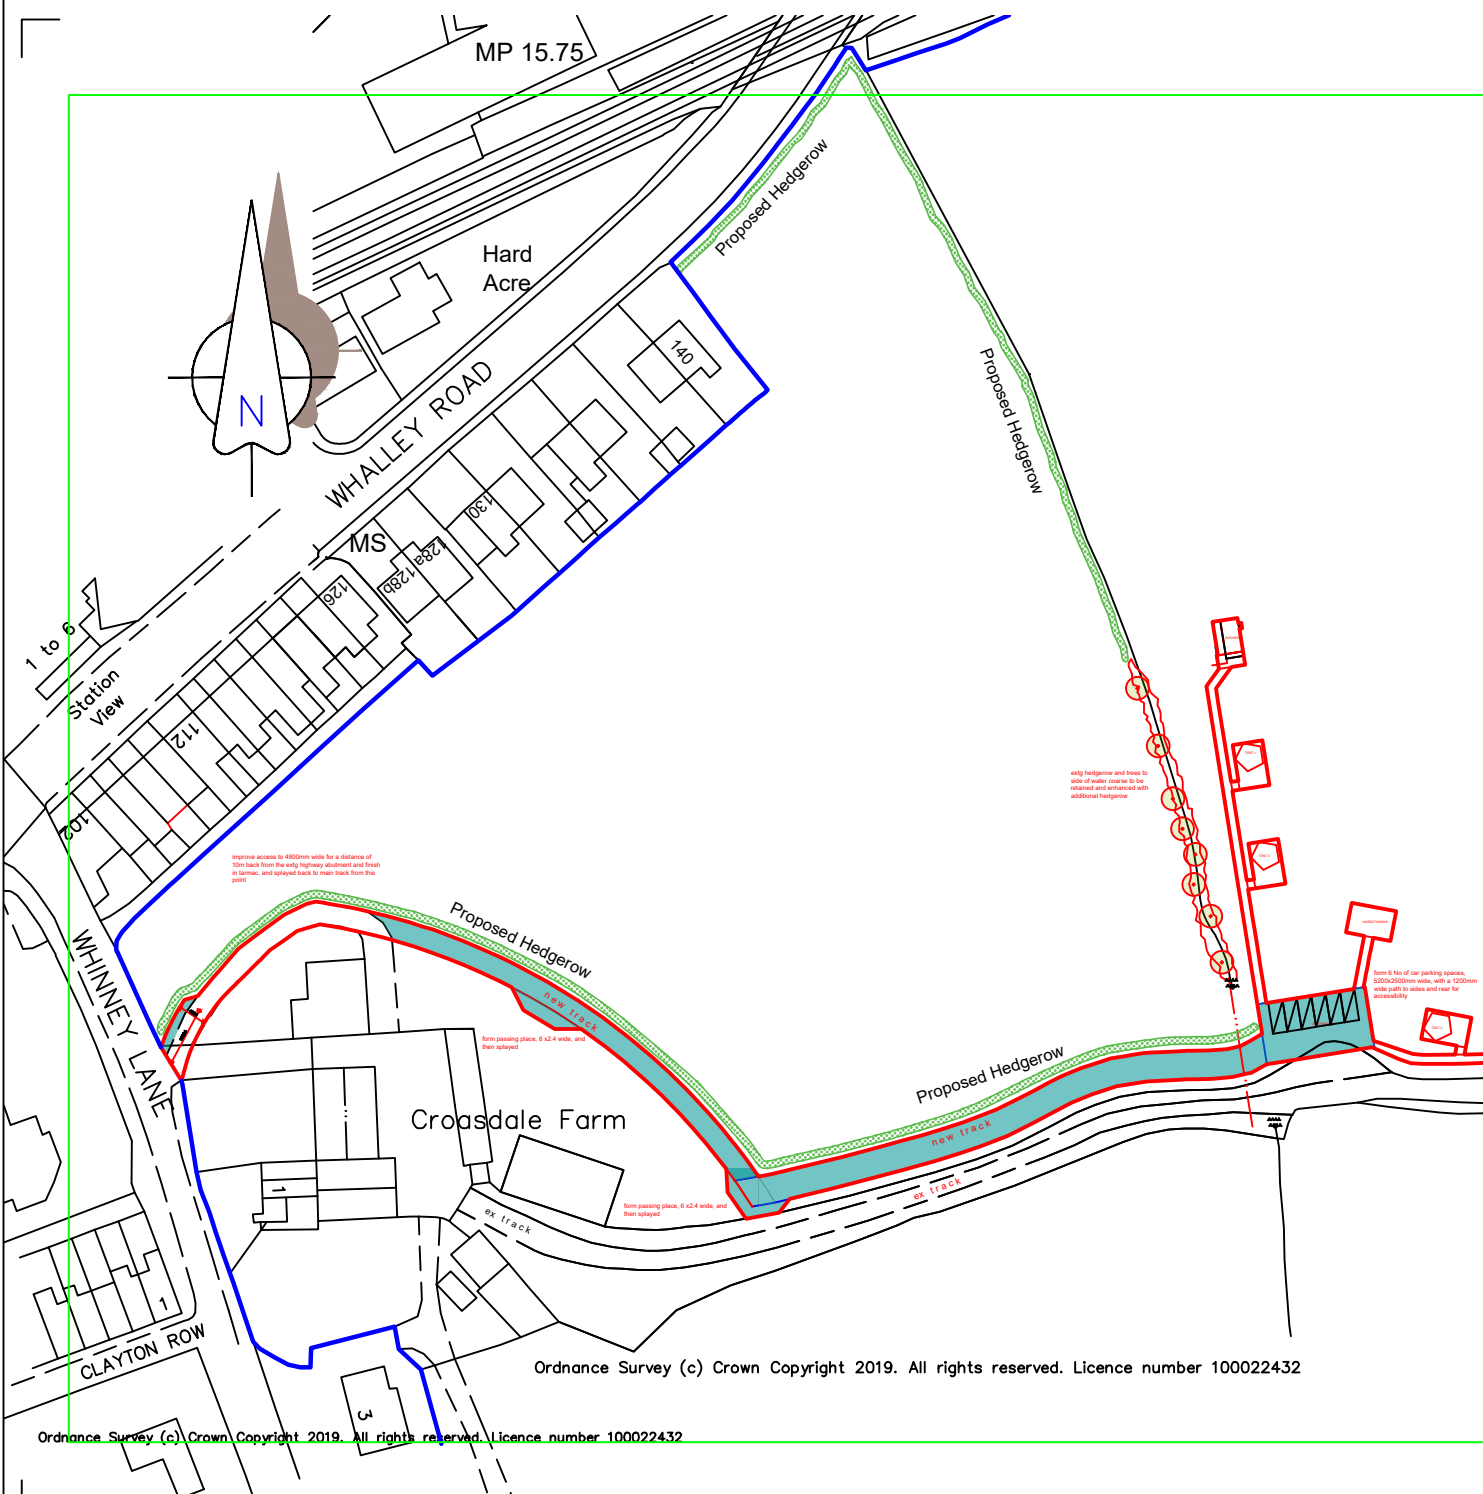 MP 15.75
Proposed Hedgerow
Hard
Acre
N
WHALLEY ROAD
140
Proposed Hedgerow
130
MS
128a
128b
126
1 to 9
Station
View
112
102
extg hedgerow and trees to
side of water coarse to be
retained and enhanced with
additional hedgerow
TENT 1
TENT 2
improve access to 4800mm wide for a distance of
10m back from the extg highway abutment and finish
in tarmac, and splayed back to main track from this
point
Proposed Hedgerow
new track
form passing place, 6 x2.4 wide, and
then splayed
WHINNEY LANE
form 6 No of car parking spaces,
5200x2500mm wide, with a 1200mm
wide path to sides and rear for
accessibility
Proposed Hedgerow
new track
Croasdale Farm
ex track
form passing place, 6 x2.4 wide, and
then splayed
ex track
1
1
CLAYTON ROW
3
Ordnance Survey (c) Crown Copyright 2019. All rights reserved. Licence number 100022432
Ordnance Survey (c) Crown Copyright 2019. All rights reserved. Licence number 100022432